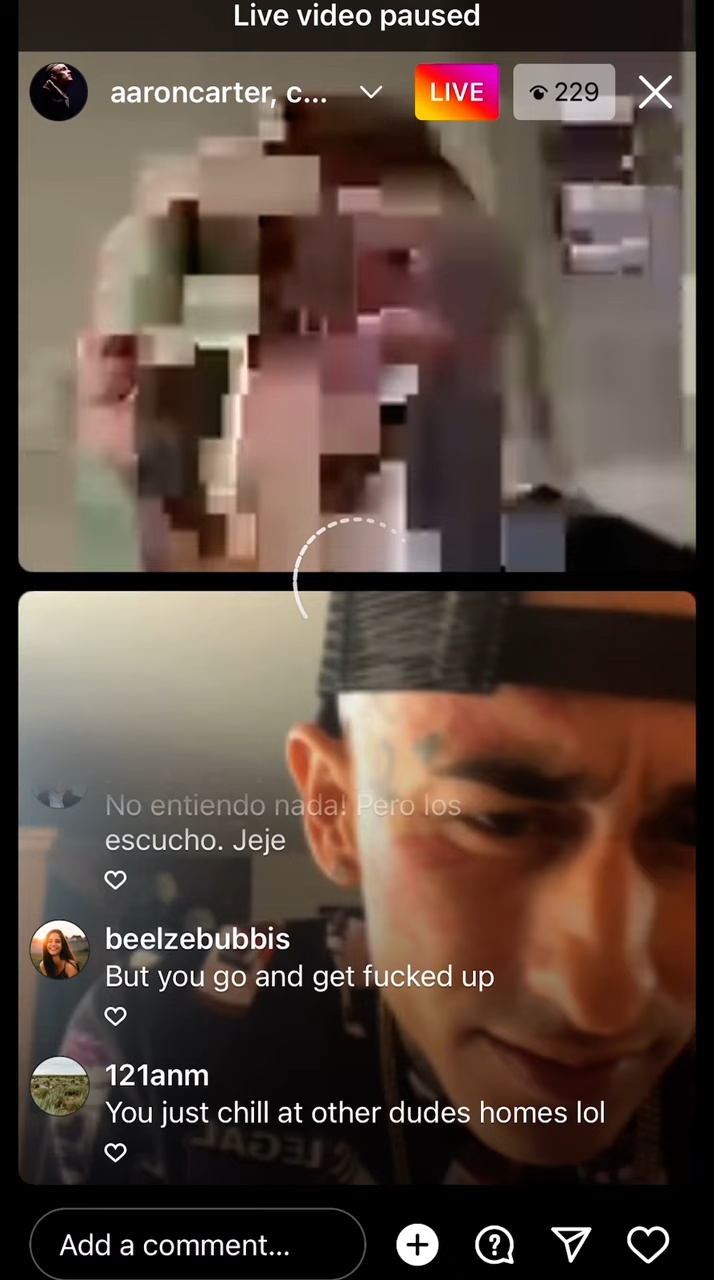 Live video paused
aaroncarter, c...
LIVE
229
No entiendo nada! Pero los
escucho. Jeje
beelzebubbis
But you go and get fucked up
121anm
You just chill at other dudes homes lol
LEGAL
Add a comment...